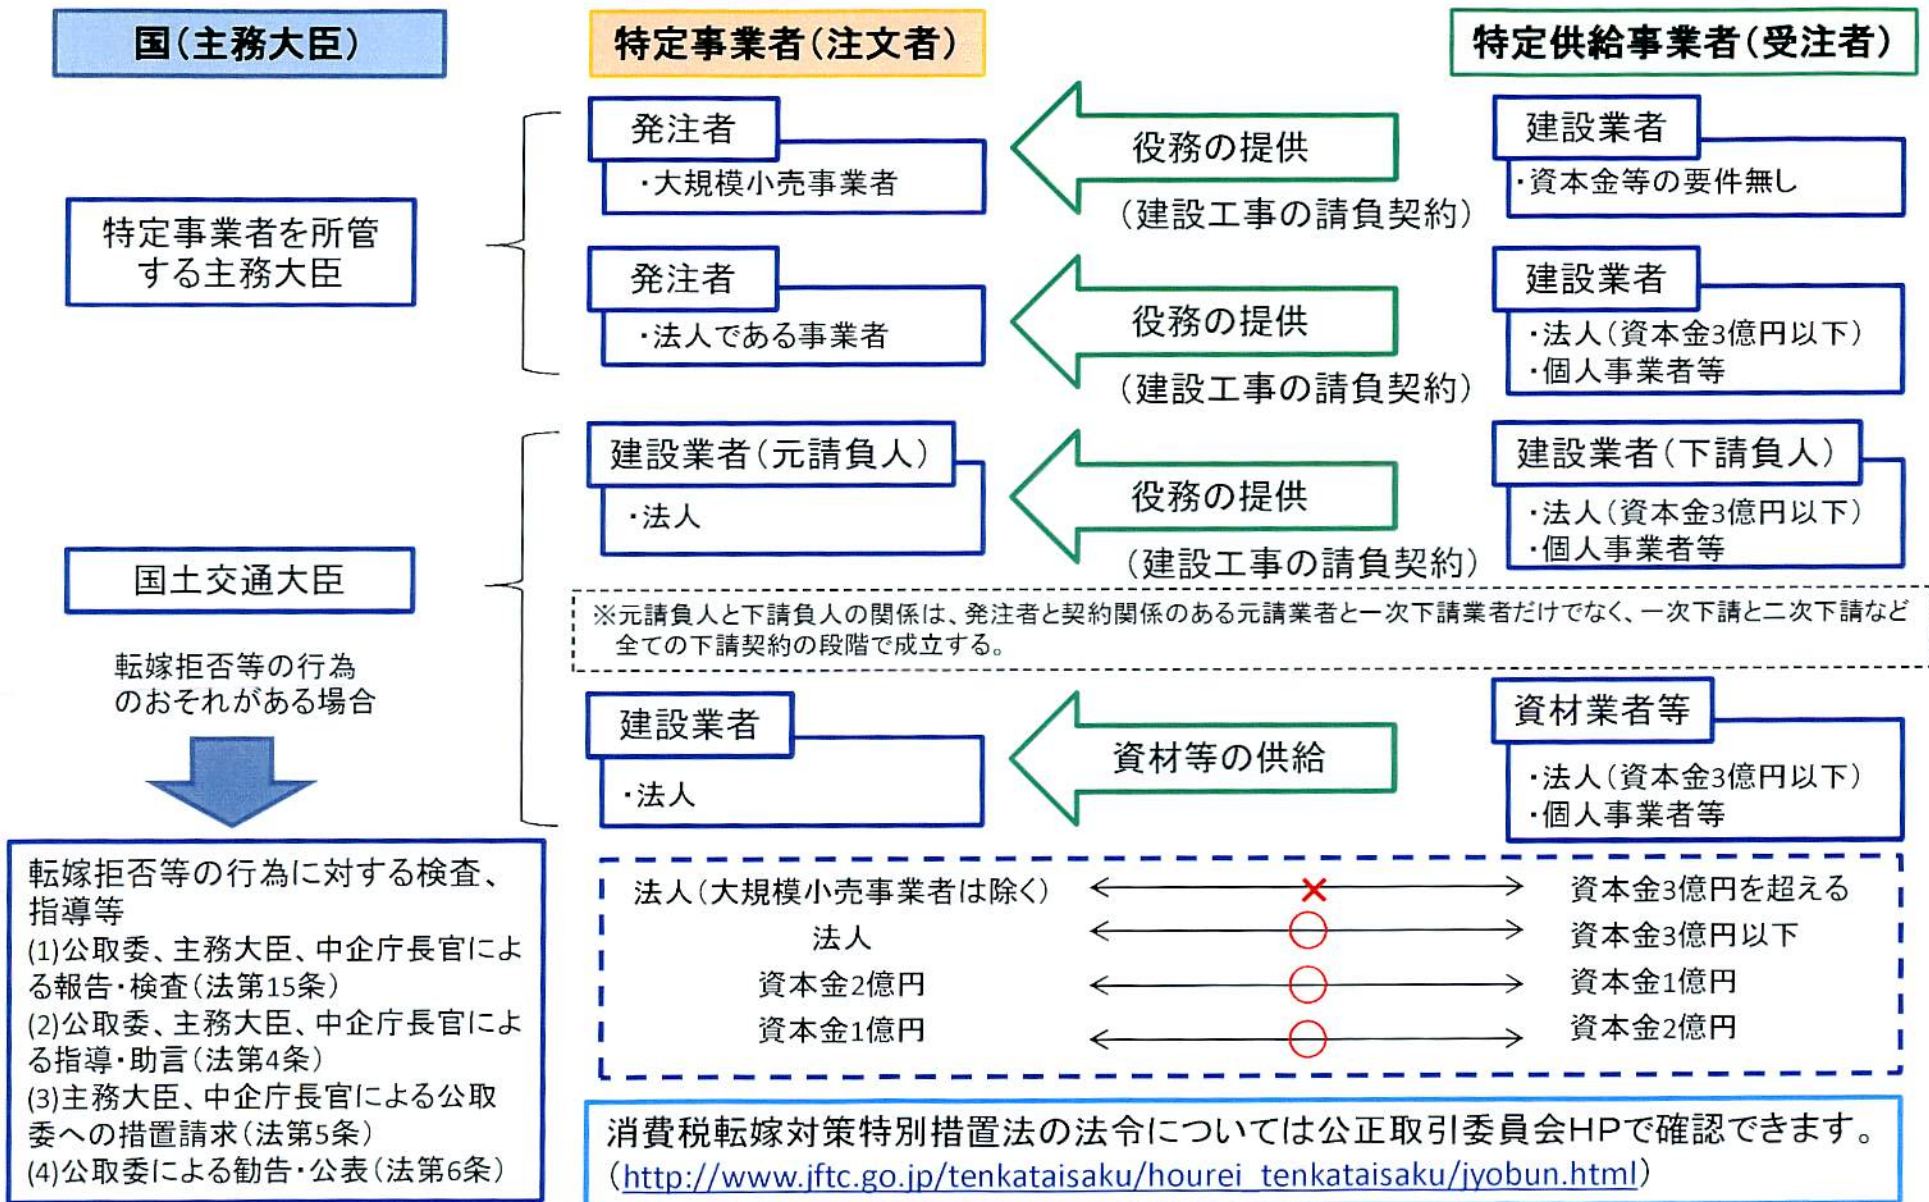 国(主務大臣)
特定事業者(注文者)
特定供給事業者(受注者)
特定事業者を所管
する主務大臣
発注者
・大規模小売事業者
役務の提供
(建設工事の請負契約)
建設業者
・資本金等の要件無し
発注者
・法人である事業者
役務の提供
(建設工事の請負契約)
建設業者
・法人(資本金3億円以下)
・個人事業者等
国土交通大臣
建設業者(元請負人)
・法人
役務の提供
(建設工事の請負契約)
建設業者(下請負人)
・法人(資本金3億円以下)
・個人事業者等
※元請負人と下請負人の関係は、発注者と契約関係のある元請業者と一次下請業者だけでなく、一次下請と二次下請など
全ての下請契約の段階で成立する。
建設業者
・法人
資材等の供給
資材業者等
・法人(資本金3億円以下)
・個人事業者等
転嫁拒否等の行為
のおそれがある場合
転嫁拒否等の行為に対する検査、
指導等
(1)公取委、主務大臣、中企庁長官によ
る報告・検査(法第15条)
(2)公取委、主務大臣、中企庁長官によ
る指導・助言(法第4条)
(3)主務大臣、中企庁長官による公取
委への措置請求(法第5条)
(4)公取委による勧告・公表(法第6条)
法人(大規模小売事業者は除く) × 資本金3億円を超える
法人 ○ 資本金3億円以下
資本金2億円 ○ 資本金1億円
資本金1億円 ○ 資本金2億円
消費税転嫁対策特別措置法の法令については公正取引委員会HPで確認できます。
(http://www.jftc.go.jp/tenkataisaku/hourei_tenkataisaku/jyobun.html)